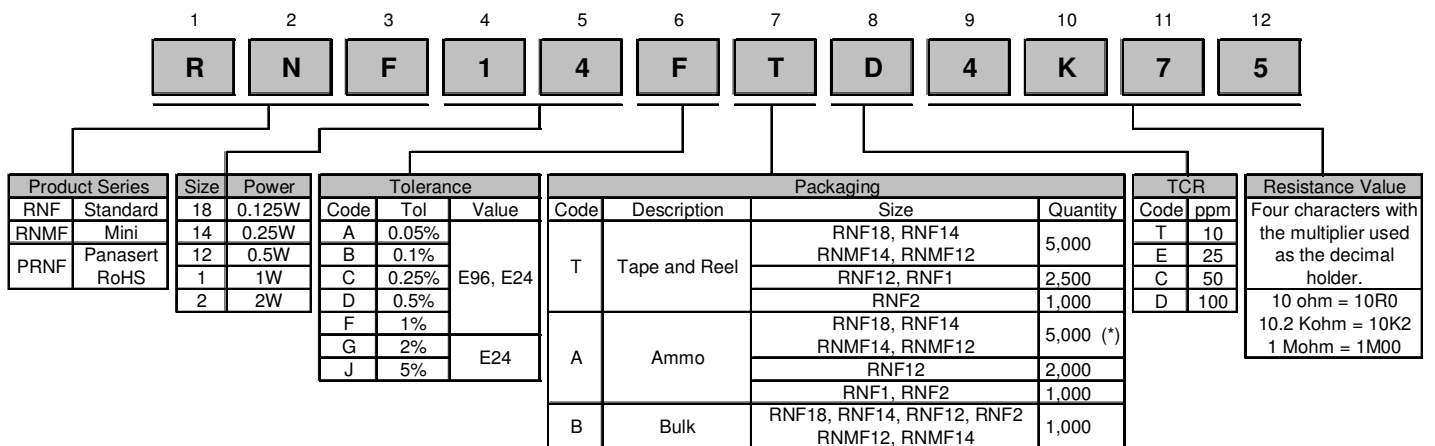 1 2 3 4 5 6 7 8 9 10 11 12
R N F 1 4 F T D 4 K 7 5
Product Series
RNF Standard
RNMF Mini
PRNF Panasert
RoHS
Size Power
18 0.125W
14 0.25W
12 0.5W
1 1W
2 2W
Tolerance
Code Tol Value
A 0.05%
B 0.1%
C 0.25%
D 0.5%
F 1%
E96, E24
G 2%
J 5%
E24
Packaging
Code Description Size Quantity
T Tape and Reel
RNF18, RNF14
RNMF14, RNMF12
5,000
RNF12, RNF1 2,500
RNF2 1,000
A Ammo
RNF18, RNF14
RNMF14, RNMF12
5,000 (*)
RNF12 2,000
RNF1, RNF2 1,000
B Bulk
RNF18, RNF14, RNF12, RNF2
RNMF12, RNMF14
1,000
TCR
Code ppm
T 10
E 25
C 50
D 100
Resistance Value
Four characters with
the multiplier used
as the decimal
holder.
10 ohm = 10R0
10.2 Kohm = 10K2
1 Mohm = 1M00